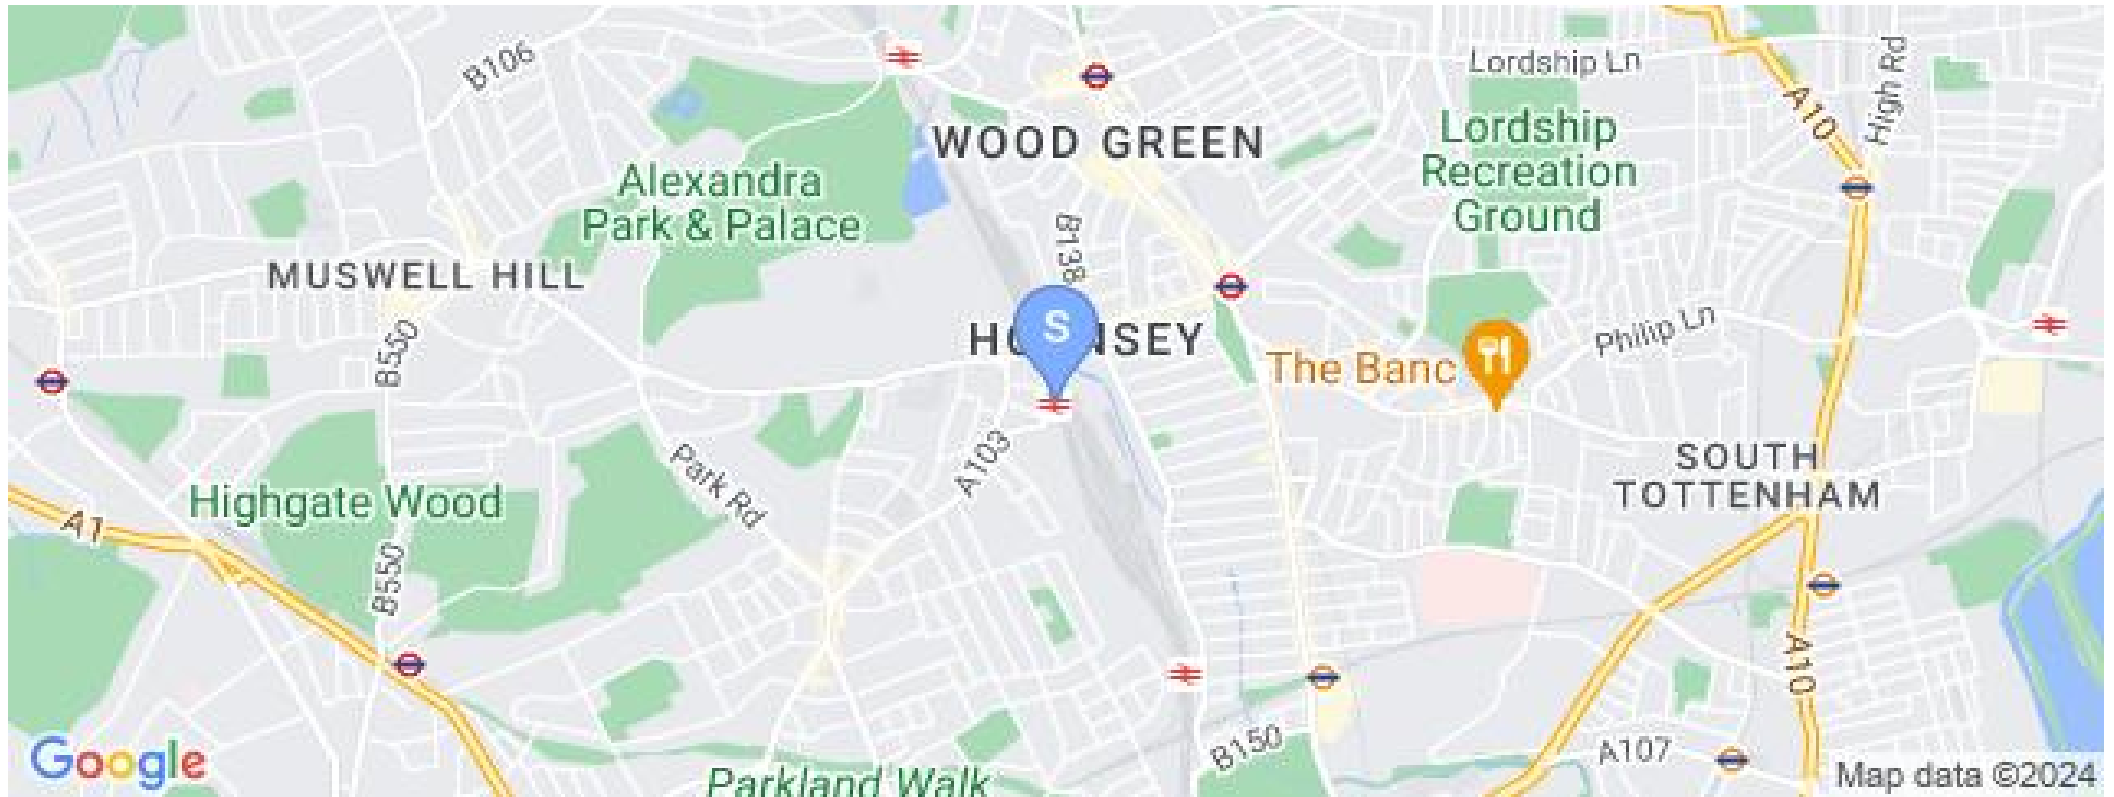 B106
Lordship Ln
High Rd
A10
WOOD GREEN
Lordship
Recreation
Ground
Alexandra
Park & Palace
B138
MUSWELL HILL
S
B550
Philip Ln
The Banc
A103
SOUTH
TOTTENHAM
Park Rd
Highgate Wood
A1
B550
A10
B150
A107
Google
Parkland Walk
Map data ©2024